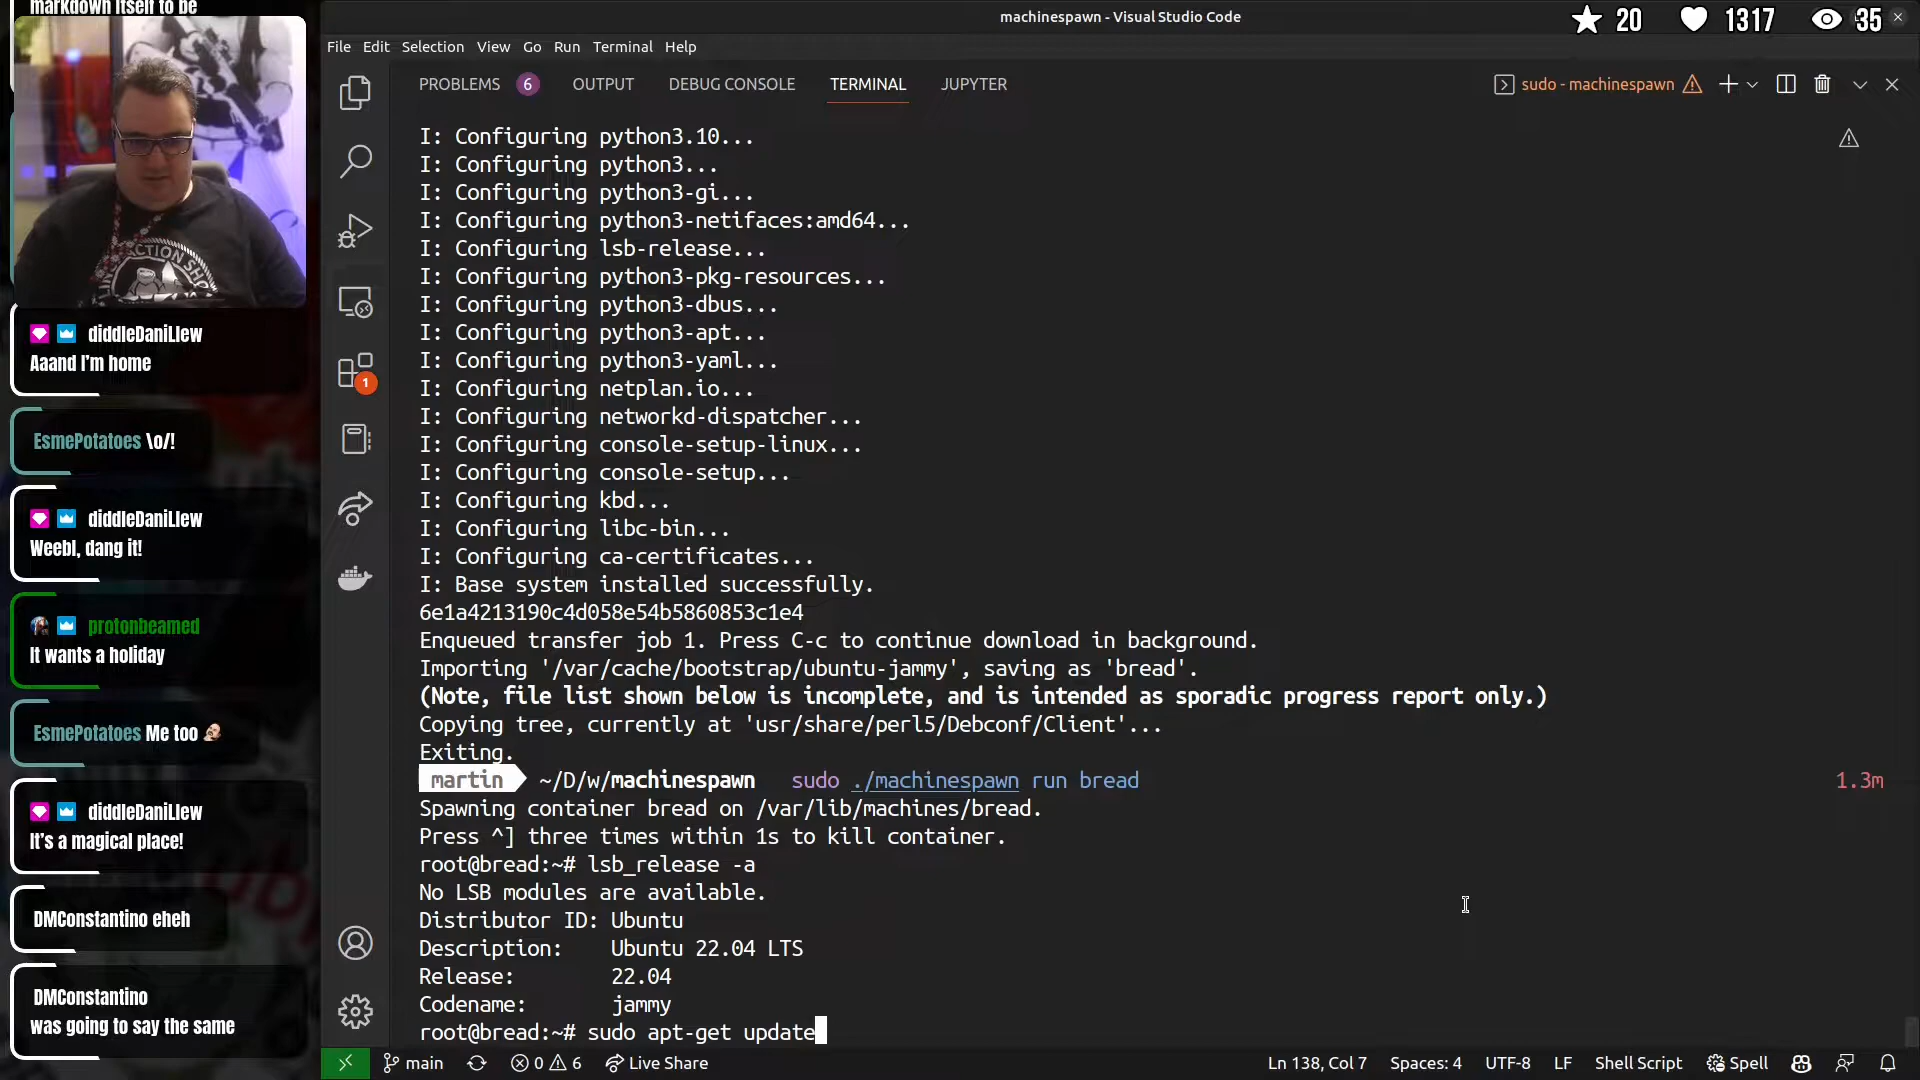 markdown itself to be
diddleDaniLlew
Aaand I'm home
EsmePotatoes \o/!
diddleDaniLlew
Weebl, dang it!
protonbeamed
It wants a holiday
EsmePotatoes Me too
diddleDaniLlew
It's a magical place!
DMConstantino eheh
DMConstantino
was going to say the same
machinespawn - Visual Studio Code
20 1317 35
File Edit Selection View Go Run Terminal Help
PROBLEMS 6 OUTPUT DEBUG CONSOLE TERMINAL JUPYTER
sudo - machinespawn
1
I: Configuring python3.10...
I: Configuring python3...
I: Configuring python3-gi...
I: Configuring python3-netifaces:amd64...
I: Configuring lsb-release...
I: Configuring python3-pkg-resources...
I: Configuring python3-dbus...
I: Configuring python3-apt...
I: Configuring python3-yaml...
I: Configuring netplan.io...
I: Configuring networkd-dispatcher...
I: Configuring console-setup-linux...
I: Configuring console-setup...
I: Configuring kbd...
I: Configuring libc-bin...
I: Configuring ca-certificates...
I: Base system installed successfully.
6e1a4213190c4d058e54b5860853c1e4
Enqueued transfer job 1. Press C-c to continue download in background.
Importing '/var/cache/bootstrap/ubuntu-jammy', saving as 'bread'.
(Note, file list shown below is incomplete, and is intended as sporadic progress report only.)
Copying tree, currently at 'usr/share/perl5/Debconf/Client'...
Exiting.
martin ~/D/w/machinespawn sudo ./machinespawn run bread 1.3m
Spawning container bread on /var/lib/machines/bread.
Press ^] three times within 1s to kill container.
root@bread:~# lsb_release -a
No LSB modules are available.
Distributor ID: Ubuntu
Description: Ubuntu 22.04 LTS
Release: 22.04
Codename: jammy
root@bread:~# sudo apt-get update
main 0 6 Live Share Ln 138, Col 7 Spaces: 4 UTF-8 LF Shell Script Spell